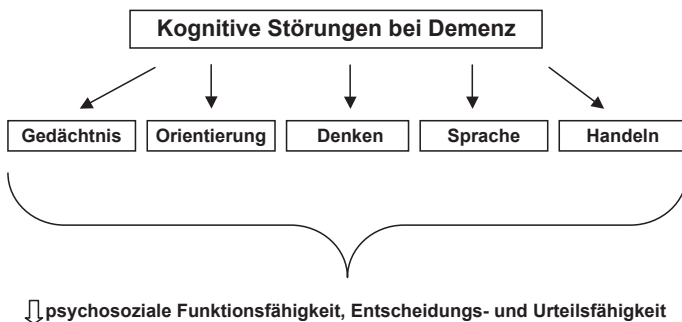 Kognitive Störungen bei Demenz
Gedächtnis
Orientierung
Denken
Sprache
Handeln
psychosoziale Funktionsfähigkeit, Entscheidungs- und Urteilsfähigkeit